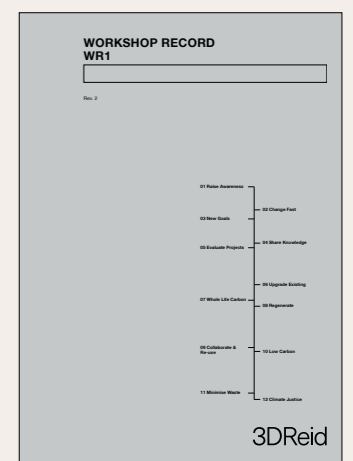 WORKSHOP RECORD
WR1
Rev. 2
01 Raise Awareness
02 Change Fast
03 New Goals
04 Share Knowledge
05 Evaluate Projects
06 Upgrade Existing
07 Whole Life Carbon
08 Regenerate
09 Collaborate &
Re-use
10 Low Carbon
11 Minimise Waste
12 Climate Justice
3DReid